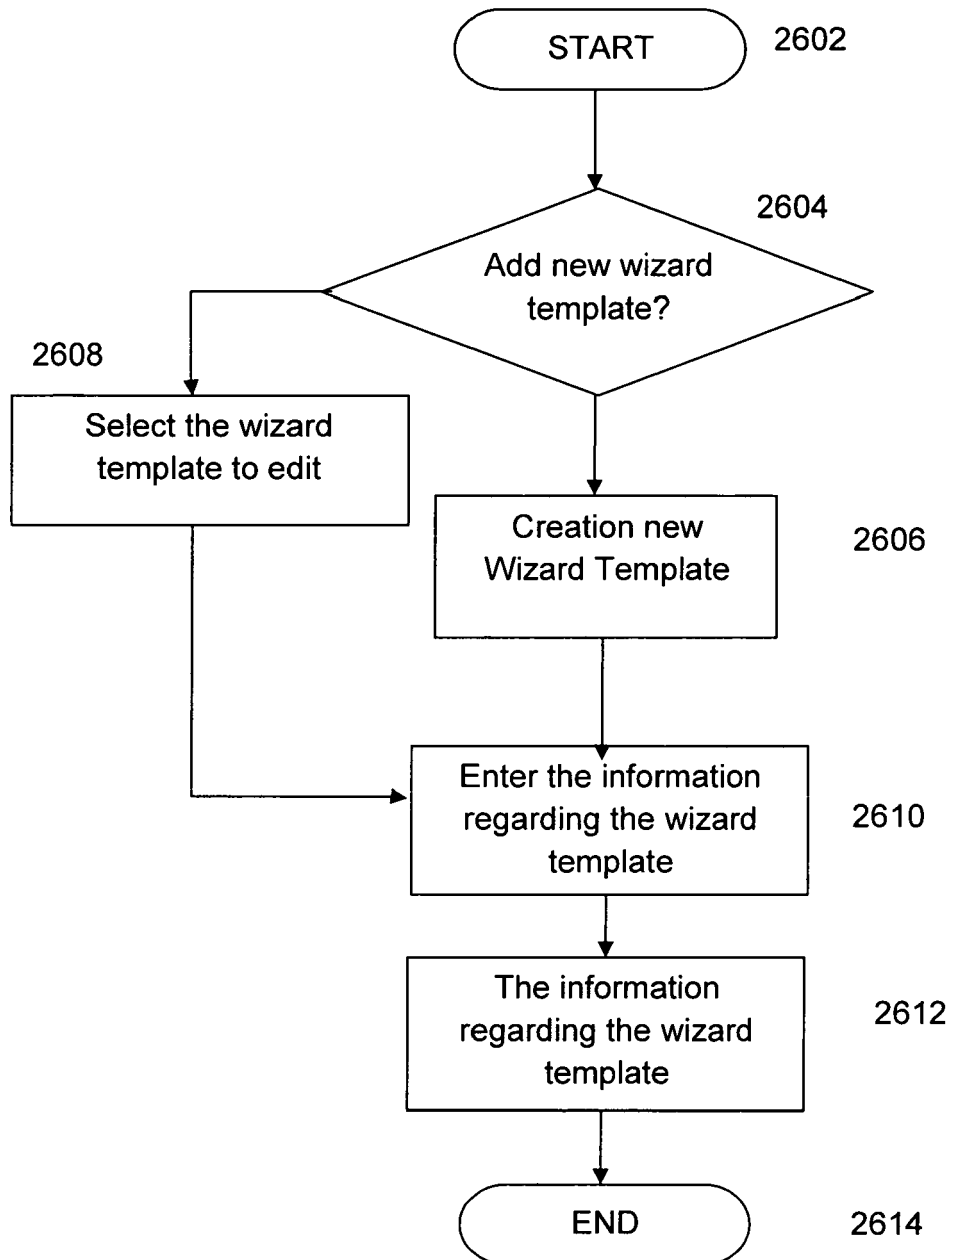 START
2602
2604
Add new wizard
template?
2608
Select the wizard
template to edit
Creation new
Wizard Template
2606
Enter the information
regarding the wizard
template
2610
The information
regarding the wizard
template
2612
END
2614